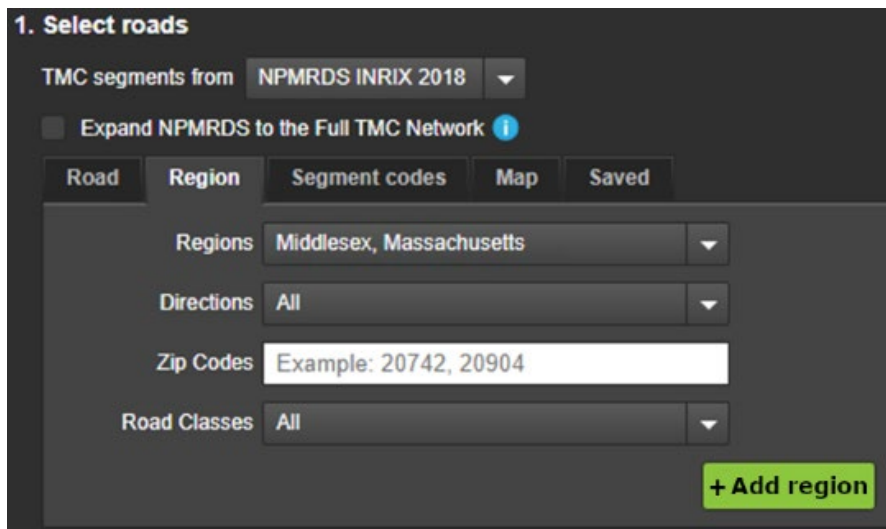 1. Select roads
TMC segments from NPMRDS INRIX 2018
Expand NPMRDS to the Full TMC Network i
Road Region Segment codes Map Saved
Regions Middlesex, Massachusetts
Directions All
Zip Codes Example: 20742, 20904
Road Classes All
+ Add region